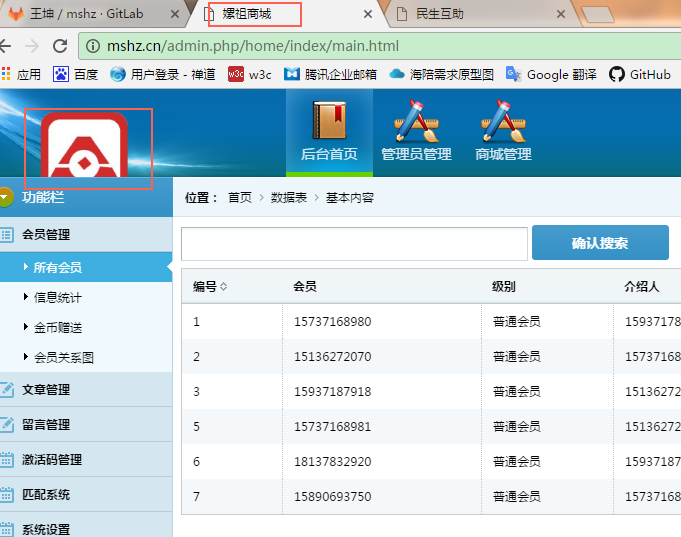 王坤 / mshz · GitLab
嫘祖商城
民生互助
mshz.cn/admin.php/home/index/main.html
应用 百度 用户登录 - 禅道 w3c w3c 腾讯企业邮箱 海陪需求原型图 Google 翻译 GitHub
后台首页 管理员管理 商城管理
功能栏
位置： 首页 数据表 基本内容
会员管理
所有会员
信息统计
金币赠送
会员关系图
文章管理
留言管理
激活码管理
匹配系统
系统设置
确认搜索
编号 会员 级别 介绍人
1 15737168980 普通会员 15937178
2 15136272070 普通会员 15737168
3 15937187918 普通会员 15136272
5 15737168981 普通会员 15136272
6 18137832920 普通会员 15937187
7 15890693750 普通会员 15737168